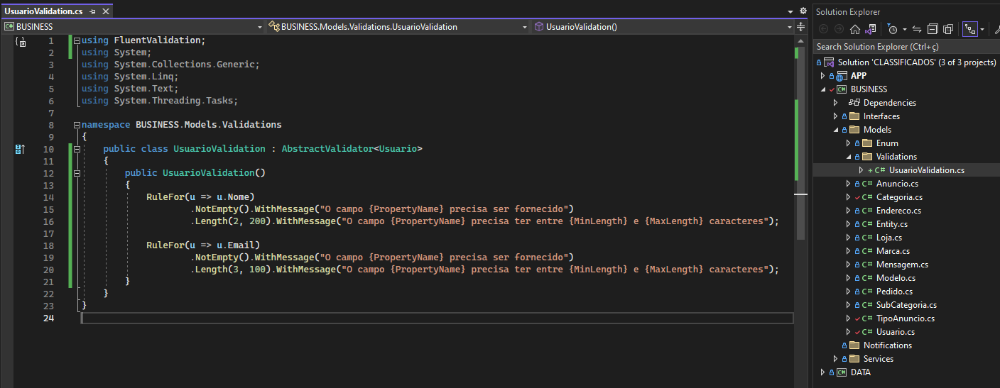 UsuarioValidation.cs
BUSINESS
BUSINESS.Models.Validations.UsuarioValidation
UsuarioValidation()
1 using FluentValidation;
2 using System;
3 using System.Collections.Generic;
4 using System.Linq;
5 using System.Text;
6 using System.Threading.Tasks;
7
8 namespace BUSINESS.Models.Validations
9 {
10 public class UsuarioValidation : AbstractValidator<Usuario>
11 {
12 public UsuarioValidation()
13 {
14 RuleFor(u => u.Nome)
15 .NotEmpty().WithMessage("O campo {PropertyName} precisa ser fornecido")
16 .Length(2, 200).WithMessage("O campo {PropertyName} precisa ter entre {MinLength} e {MaxLength} caracteres");
17
18 RuleFor(u => u.Email)
19 .NotEmpty().WithMessage("O campo {PropertyName} precisa ser fornecido")
20 .Length(3, 100).WithMessage("O campo {PropertyName} precisa ter entre {MinLength} e {MaxLength} caracteres");
21 }
22 }
23 }
24
Solution Explorer
Search Solution Explorer (Ctrl+ç)
Solution 'CLASSIFICADOS' (3 of 3 projects)
APP
C# BUSINESS
Dependencies
Interfaces
Models
Enum
Validations
+ C# UsuarioValidation.cs
C# Anuncio.cs
C# Categoria.cs
C# Endereco.cs
C# Entity.cs
C# Loja.cs
C# Marca.cs
C# Mensagem.cs
C# Modelo.cs
C# Pedido.cs
C# SubCategoria.cs
C# TipoAnuncio.cs
C# Usuario.cs
Notifications
Services
C# DATA